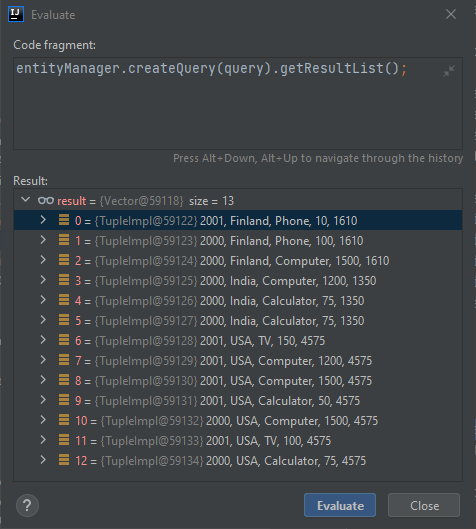 IJ Evaluate
Code fragment:
entityManager.createQuery(query).getResultList();
Press Alt+Down, Alt+Up to navigate through the history
Result:
result = {Vector@59118} size = 13
0 = {TupleImpl@59122} 2001, Finland, Phone, 10, 1610
1 = {TupleImpl@59123} 2000, Finland, Phone, 100, 1610
2 = {TupleImpl@59124} 2000, Finland, Computer, 1500, 1610
3 = {TupleImpl@59125} 2000, India, Computer, 1200, 1350
4 = {TupleImpl@59126} 2000, India, Calculator, 75, 1350
5 = {TupleImpl@59127} 2000, India, Calculator, 75, 1350
6 = {TupleImpl@59128} 2001, USA, TV, 150, 4575
7 = {TupleImpl@59129} 2001, USA, Computer, 1200, 4575
8 = {TupleImpl@59130} 2001, USA, Computer, 1500, 4575
9 = {TupleImpl@59131} 2001, USA, Calculator, 50, 4575
10 = {TupleImpl@59132} 2000, USA, Computer, 1500, 4575
11 = {TupleImpl@59133} 2001, USA, TV, 100, 4575
12 = {TupleImpl@59134} 2000, USA, Calculator, 75, 4575
? Evaluate Close